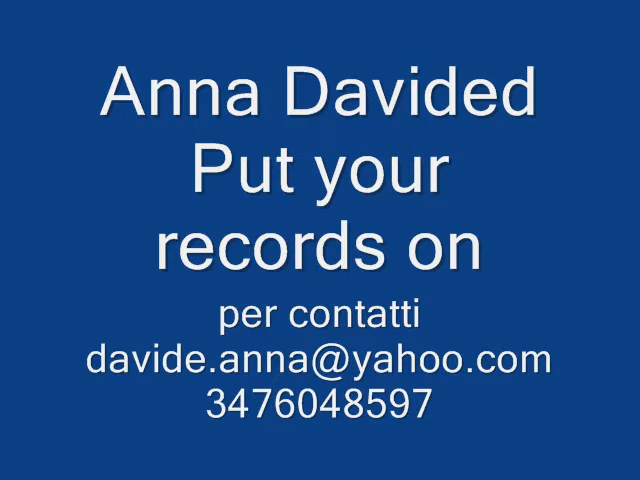 Anna Davided
Put your
records on
per contatti
davide.anna@yahoo.com
3476048597